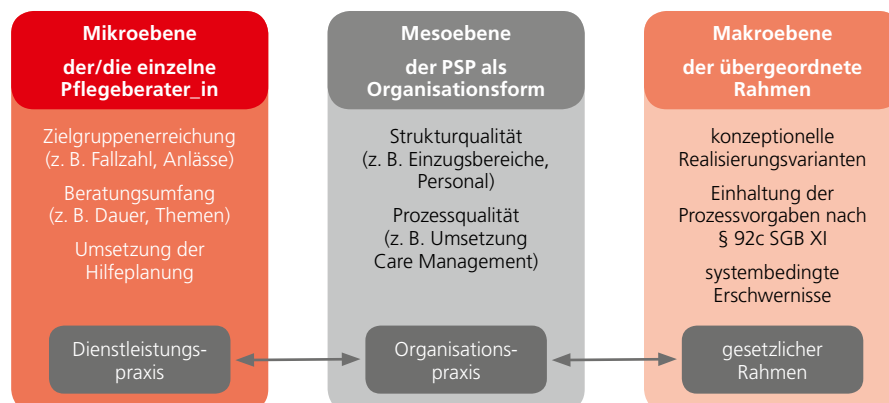 Mikroebene
der/die einzelne
Pflegeberater_in
Zielgruppenerreichung
(z. B. Fallzahl, Anlässe)
Beratungsumfang
(z. B. Dauer, Themen)
Umsetzung der
Hilfeplanung
Dienstleistungs-
praxis
Mesoebene
der PSP als
Organisationsform
Strukturqualität
(z. B. Einzugsbereiche,
Personal)
Prozessqualität
(z. B. Umsetzung
Care Management)
Organisations-
praxis
Makroebene
der übergeordnete
Rahmen
konzeptionelle
Realisierungsvarianten
Einhaltung der
Prozessvorgaben nach
§ 92c SGB XI
systembedingte
Erschwernisse
gesetzlicher
Rahmen